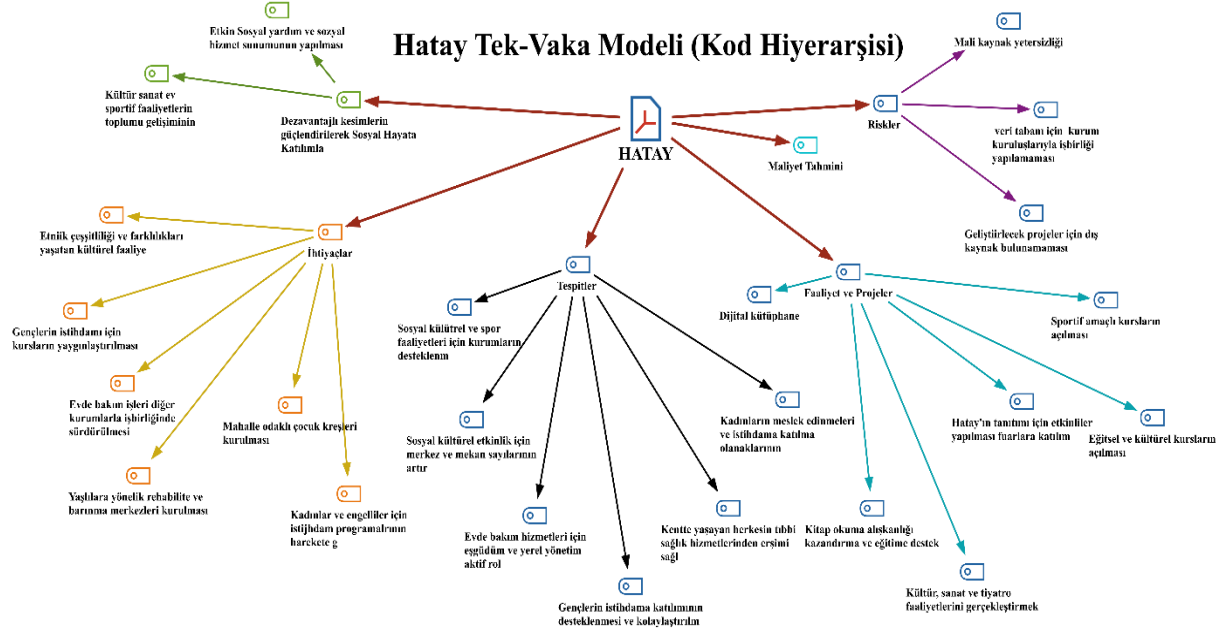 Hatay Tek-Vaka Modeli (Kod Hiyerarşisi)
Etkin Sosyal yardım ve sozyal
hizmet sunumunun yapılması
Kültür sanat ev
sportif faaliyetlerin
toplumu gelişiminin
Dezavantajlı kesimlerin
güçlendirilerek Sosyal Hayata
Katılımla
HATAY
Maliyet Tahmini
Riskler
Mali kaynak yetersizliği
veri tabanı için kurum
kuruluşlarıyla işbirliği
yapılamaması
Geliştiirlecek projeler için dış
kaynak bulunamaması
İhtiyaçlar
Etniik çeşşitliliği ve farklılıkları
yaşatan kültürel faaliye
Gençlerin istihdamı için
kursların yaygınlaştırılması
Evde bakım işleri diğer
kurumlarla işbirliğinde
sürdürülmesi
Mahalle odaklı çocuk kreşleri
kurulması
Yaşlılara yönelik rehabilite ve
barınma merkezleri kurulması
Kadınlar ve engelliler için
istijhdam programalrının
harekete g
Tespitler
Sosyal külütrel ve spor
faaliyetleri için kurumların
desteklenm
Sosyal kültürel etkinlik için
merkez ve mekan sayılarının
artır
Evde bakım hizmetleri için
eşgüdüm ve yerel yönetim
aktif rol
Gençlerin istihdama katılımının
desteklenmesi ve kolaylaştırılm
Kentte yaşayan herkesin tıbbi
sağlık hizmetlerinden erşimi
sağl
Kadınların meslek edinmeleri
ve istihdama katılma
olanaklarının
Faaliyet ve Projeler
Dijital kütüphane
Sportif amaçlı kursların
açılması
Hatay'ın tanıtımı için etkinliler
yapılması fuarlara katılım
Eğitsel ve kültürel kursların
açılması
Kitap okuma alışkanlığı
kazandırma ve eğitime destek
Kültür, sanat ve tiyatro
faaliyetlerini gerçekleştirmek